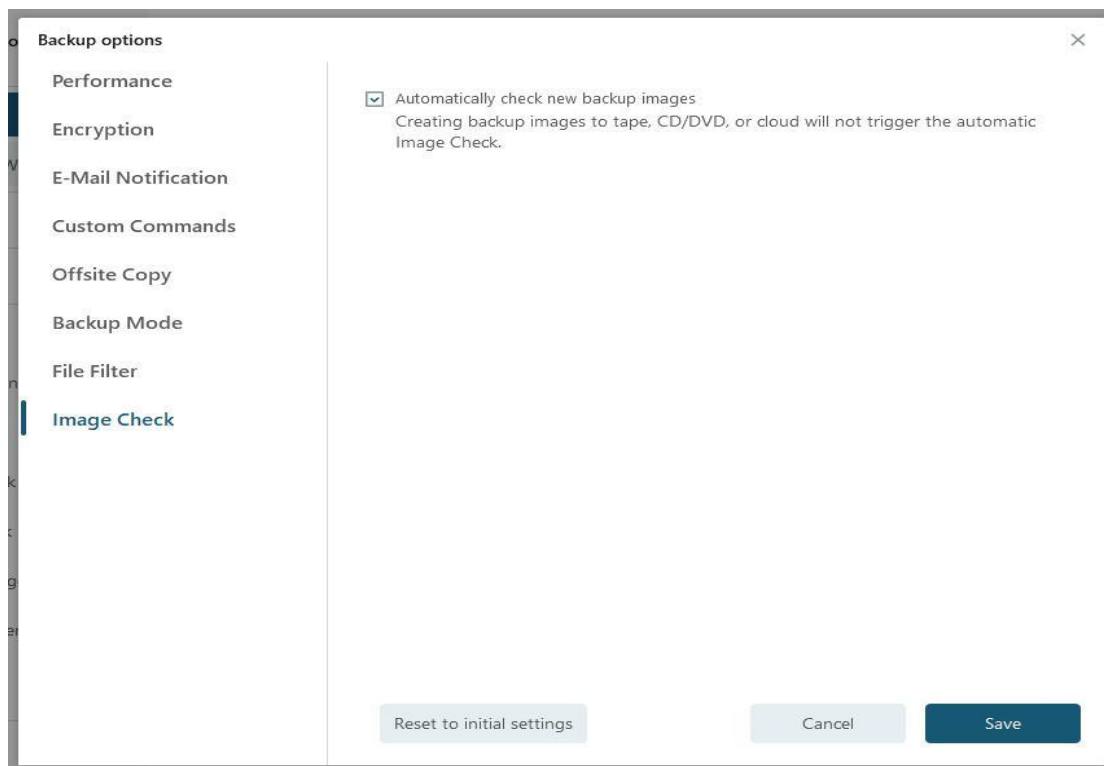 Backup options
Performance
Encryption
E-Mail Notification
Custom Commands
Offsite Copy
Backup Mode
File Filter
Image Check
Automatically check new backup images
Creating backup images to tape, CD/DVD, or cloud will not trigger the automatic
Image Check.
Reset to initial settings
Cancel
Save